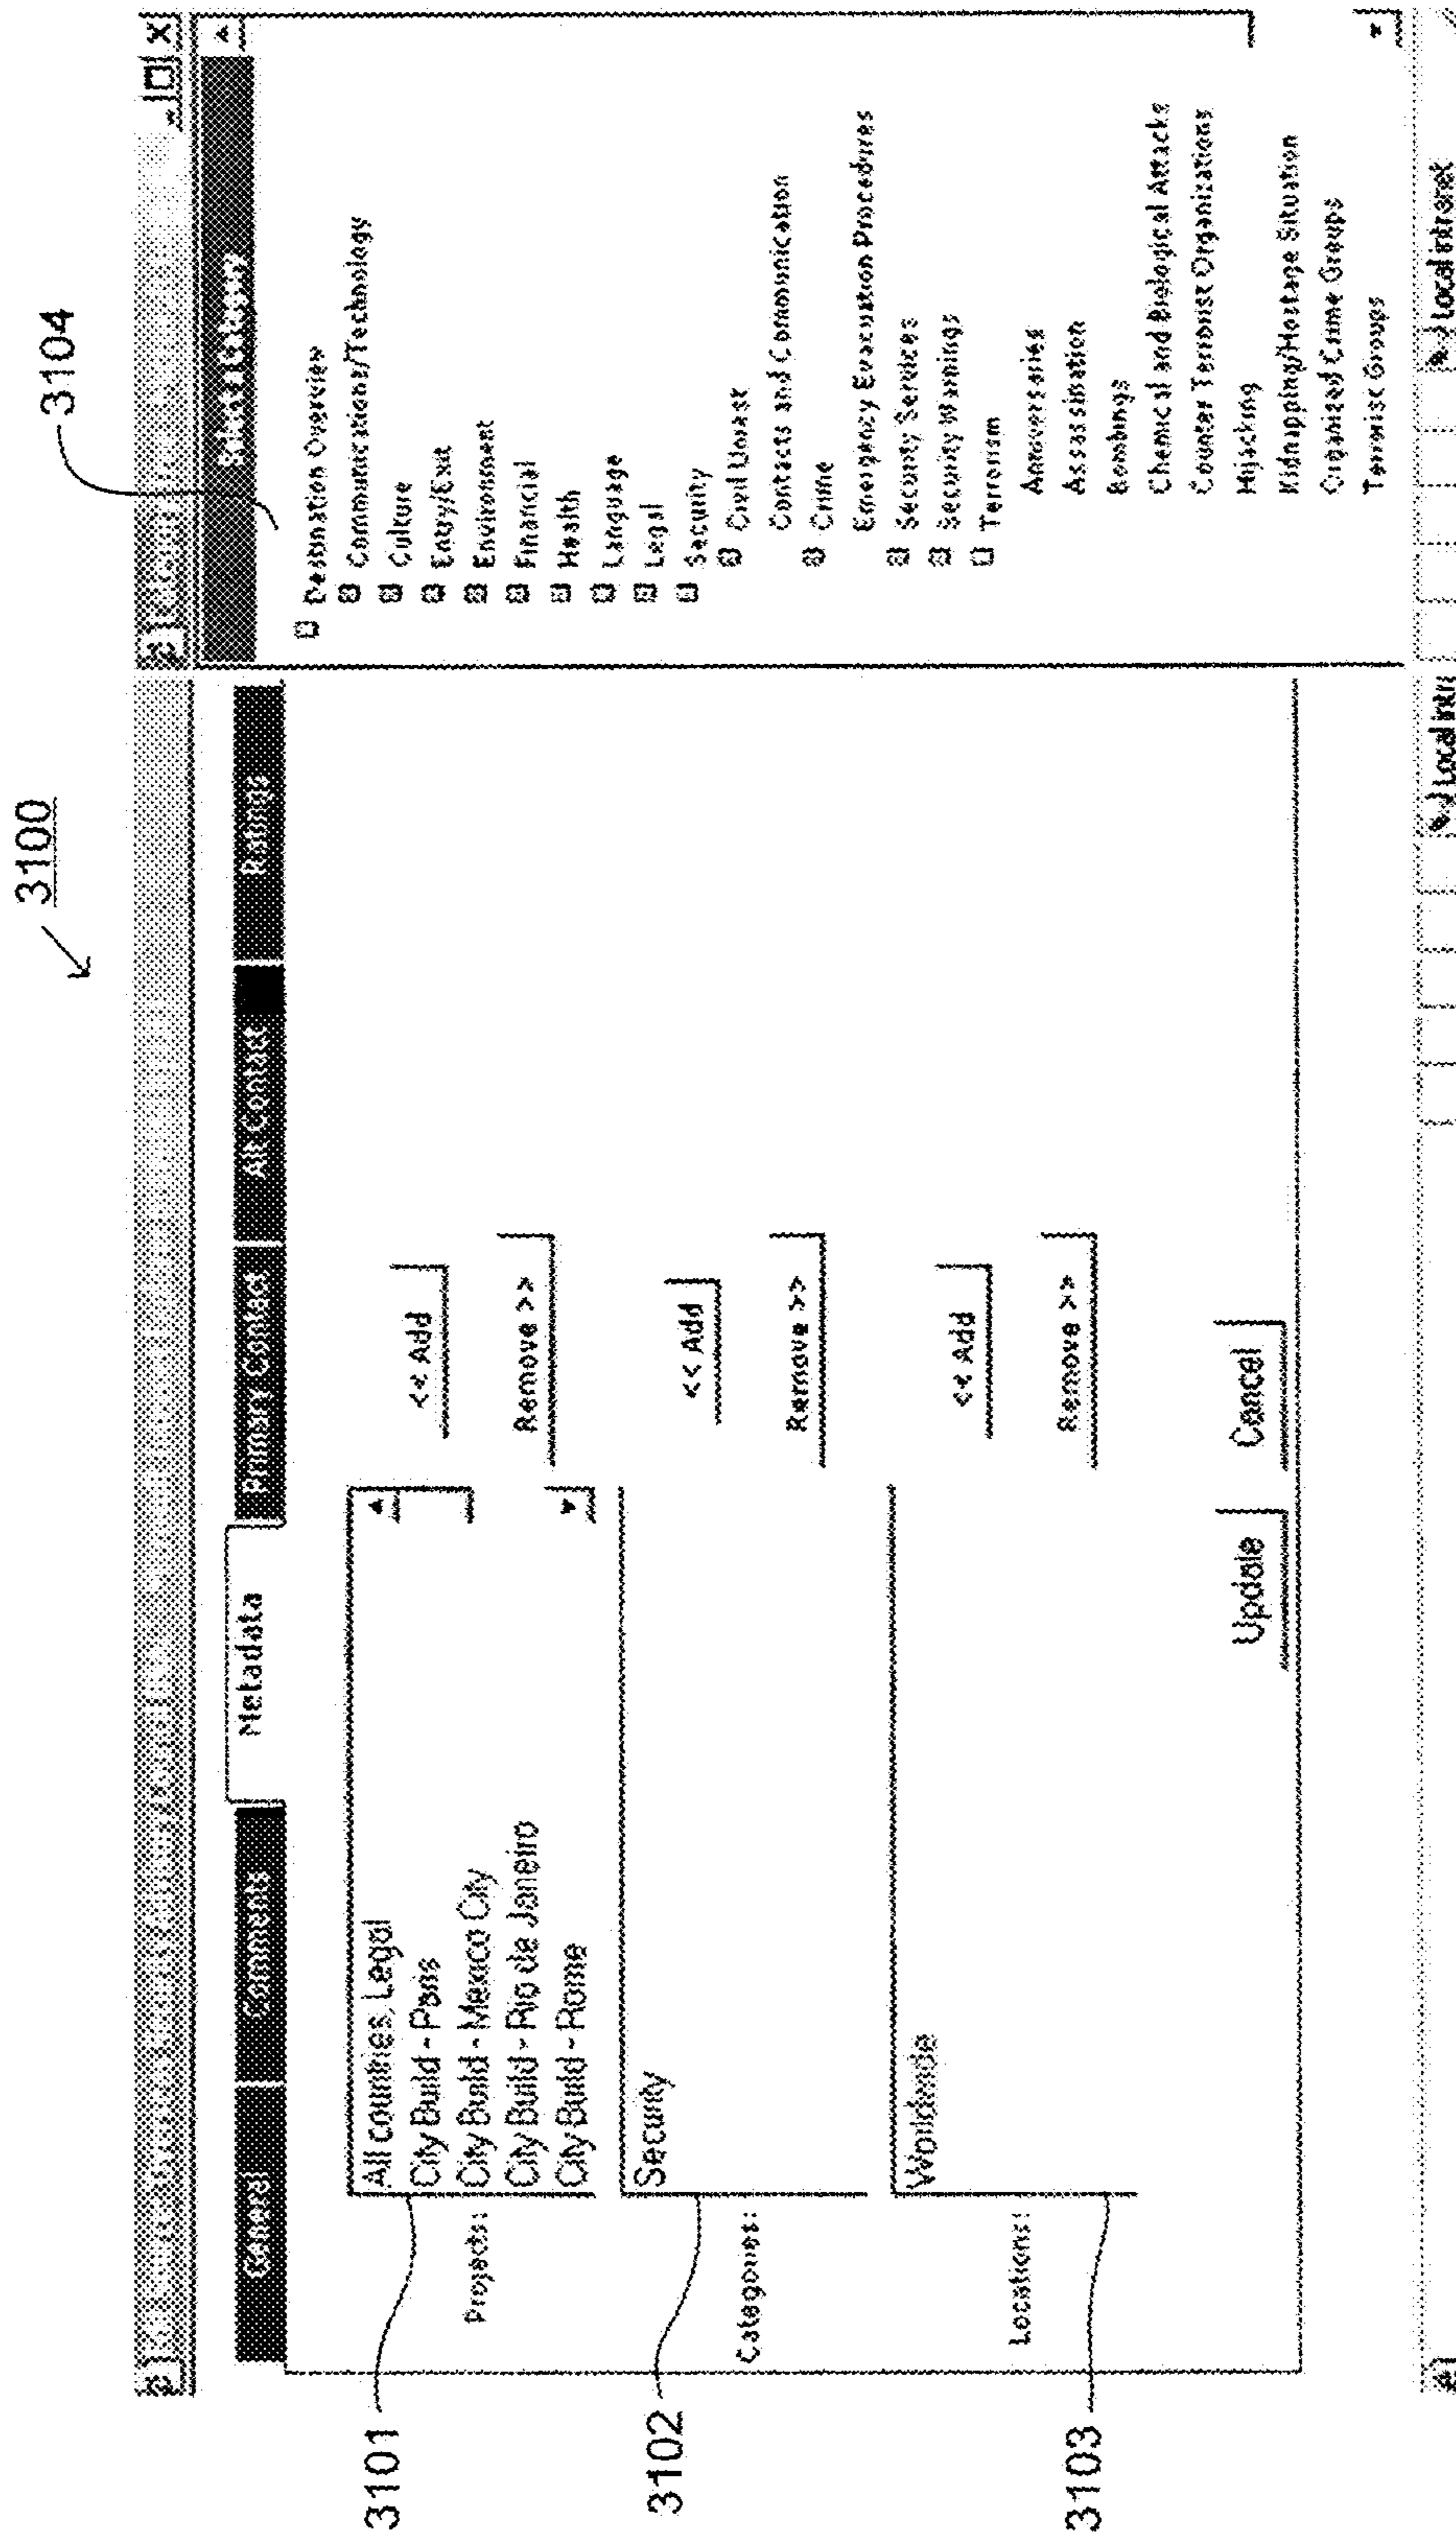 3100
3104
General Comments Metadata Primary Contact Alt Contact Ratings
3101
Projects:
All countries Legal
City Build - Paris
City Build - Mexico City
City Build - Rio de Janeiro
City Build - Rome
<< Add
Remove >>
3102
Categories:
Security
<< Add
Remove >>
3103
Locations:
Worldwide
<< Add
Remove >>
Update Cancel
Destination Overview
Communications/Technology
Culture
Entry/Exit
Environment
Financial
Health
Language
Legal
Security
Civil Unrest
Contacts and Communication
Crime
Emergency Evacuation Procedures
Security Services
Security Warnings
Terrorism
Anniversaries
Assassination
Bombings
Chemical and Biological Attacks
Counter Terrorist Organizations
Hijacking
Kidnapping/Hostage Situation
Organized Crime Groups
Terrorist Groups
Local intr
Local intranet